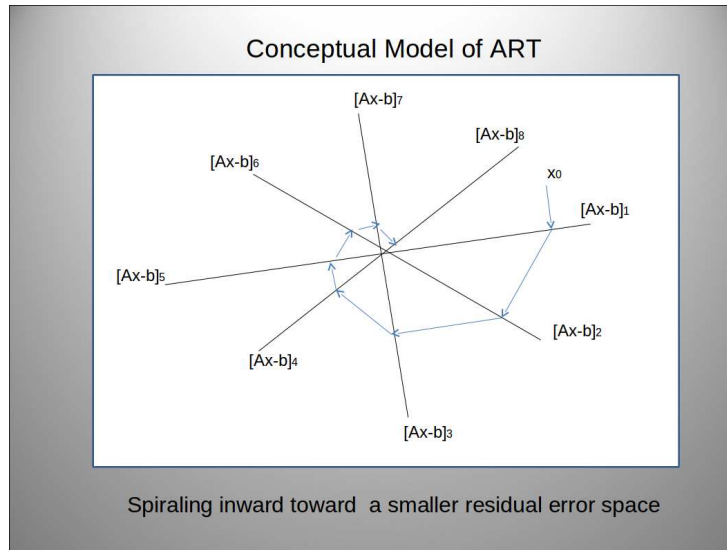 Conceptual Model of ART
[Ax-b]7
[Ax-b]8
[Ax-b]6
x0
[Ax-b]1
[Ax-b]5
[Ax-b]2
[Ax-b]4
[Ax-b]3
Spiraling inward toward  a smaller residual error space